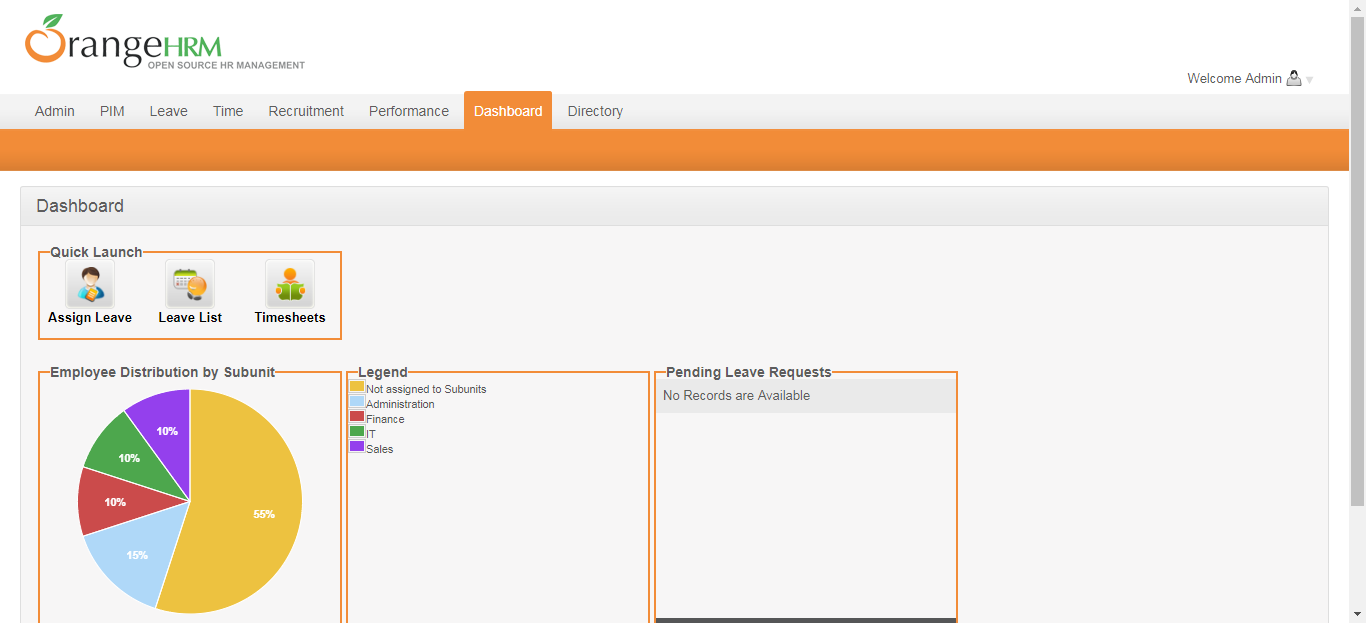 OrangeHRM
OPEN SOURCE HR MANAGEMENT
Welcome Admin
Admin PIM Leave Time Recruitment Performance Dashboard Directory
Dashboard
Quick Launch
Assign Leave Leave List Timesheets
Employee Distribution by Subunit
10%
10%
10%
55%
15%
Legend
Not assigned to Subunits
Administration
Finance
IT
Sales
Pending Leave Requests
No Records are Available